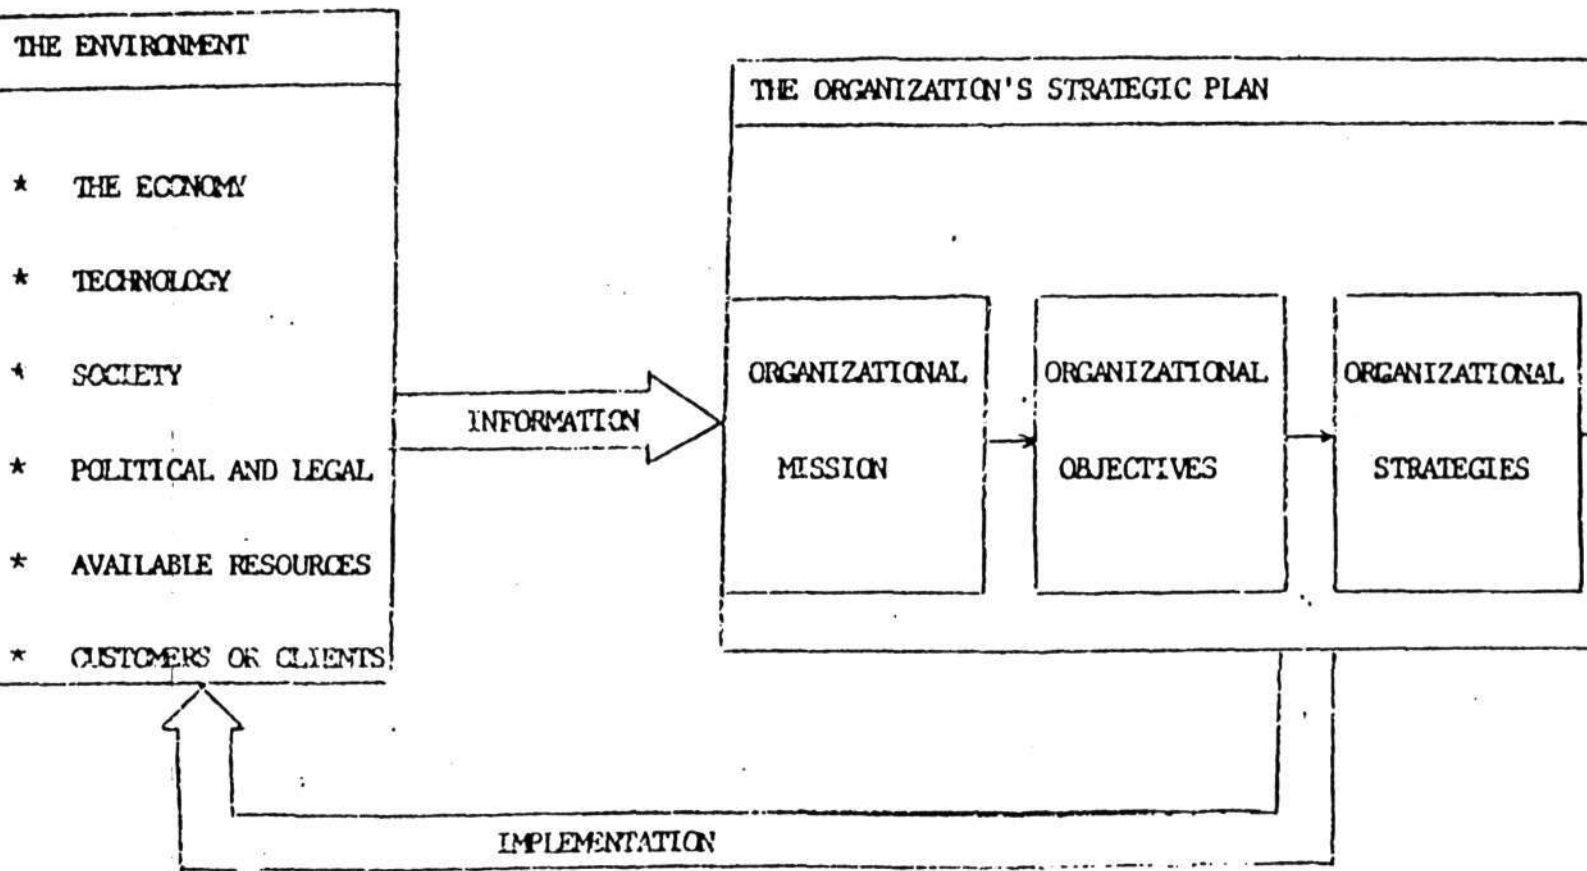 THE ENVIRONMENT
* THE ECONOMY
* TECHNOLOGY
* SOCIETY
* POLITICAL AND LEGAL
* AVAILABLE RESOURCES
* CUSTOMERS OR CLIENTS
INFORMATION
THE ORGANIZATION'S STRATEGIC PLAN
ORGANIZATIONAL
MISSION
ORGANIZATIONAL
OBJECTIVES
ORGANIZATIONAL
STRATEGIES
IMPLEMENTATION